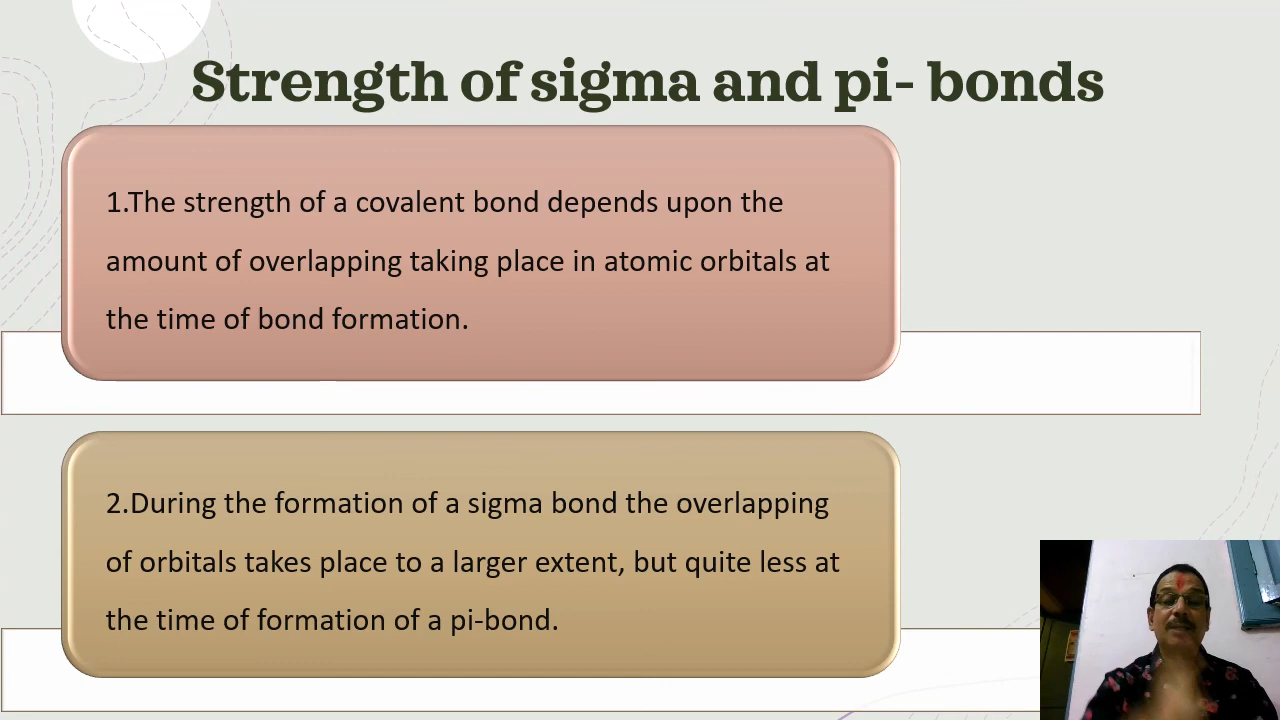 Strength of sigma and pi- bonds
1.The strength of a covalent bond depends upon the
amount of overlapping taking place in atomic orbitals at
the time of bond formation.
2.During the formation of a sigma bond the overlapping
of orbitals takes place to a larger extent, but quite less at
the time of formation of a pi-bond.